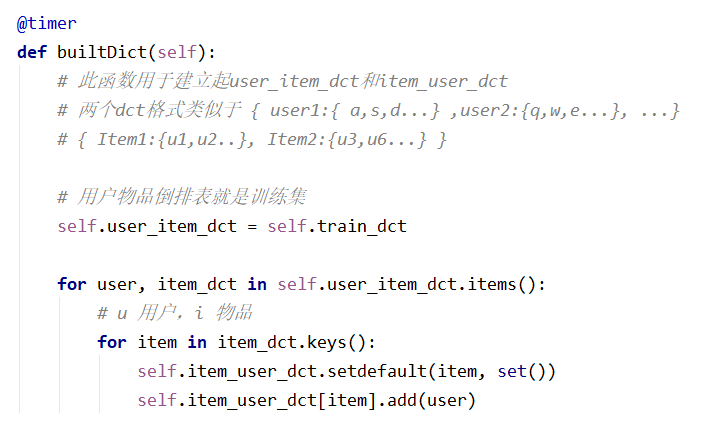 @timer
def builtDict(self):
# 此函数用于建立起user_item_dct和item_user_dct
# 两个dct格式类似于 { user1:{ a,s,d...} ,user2:{q,w,e...}, ...}
# { Item1:{u1,u2..}, Item2:{u3,u6...} }
# 用户物品倒排表就是训练集
self.user_item_dct = self.train_dct
for user, item_dct in self.user_item_dct.items():
# u 用户，i 物品
for item in item_dct.keys():
self.item_user_dct.setdefault(item, set())
self.item_user_dct[item].add(user)